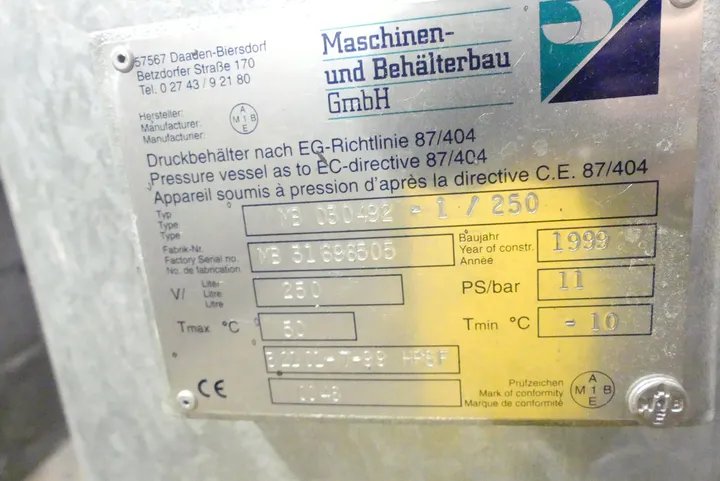 57567 Daaden-Biersdorf
Betzdorfer Straße 170
Tel. 0 27 43 / 9 21 80
Maschinen-
und Behälterbau
GmbH
Hersteller:
Manufacturer:
Manufacturier:
A
M 1 B
E
Druckbehälter nach EG-Richtlinie 87/404
Pressure vessel as to EC-directive 87/404
Appareil soumis à pression d'après la directive C.E. 87/404
Typ
Type
Type
MB 030492 - 1 / 250
Fabrik-Nr.
Factory Serial no.
No. de fabrication
MB 31696505
Baujahr
Year of constr.
Année
1999
V/
Liter
Litre
Litre
250
PS/bar
11
Tmax °C
50
Tmin °C
- 10
0048
CE
Prüfzeichen
Mark of conformity
Marque de conformité
A
M 1 B
E